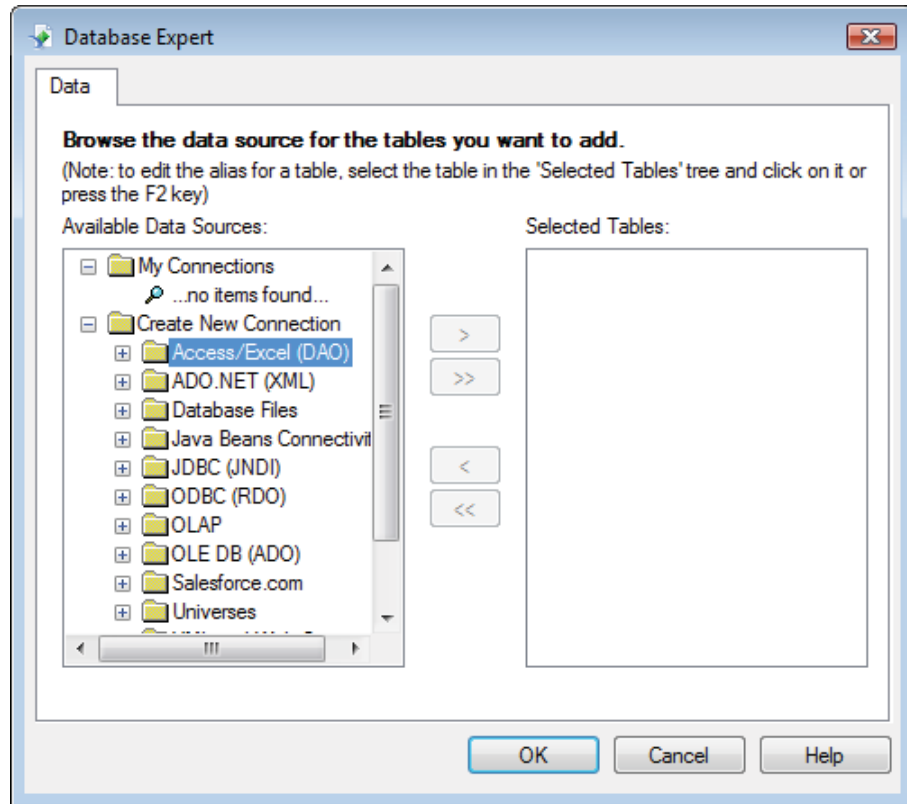 Database Expert
Data
Browse the data source for the tables you want to add.
(Note: to edit the alias for a table, select the table in the 'Selected Tables' tree and click on it or
press the F2 key)
Available Data Sources:
Selected Tables:
My Connections
...no items found...
Create New Connection
Access/Excel (DAO)
ADO.NET (XML)
Database Files
Java Beans Connectivit
JDBC (JNDI)
ODBC (RDO)
OLAP
OLE DB (ADO)
Salesforce.com
Universes
>
>>
<
<<
OK Cancel Help